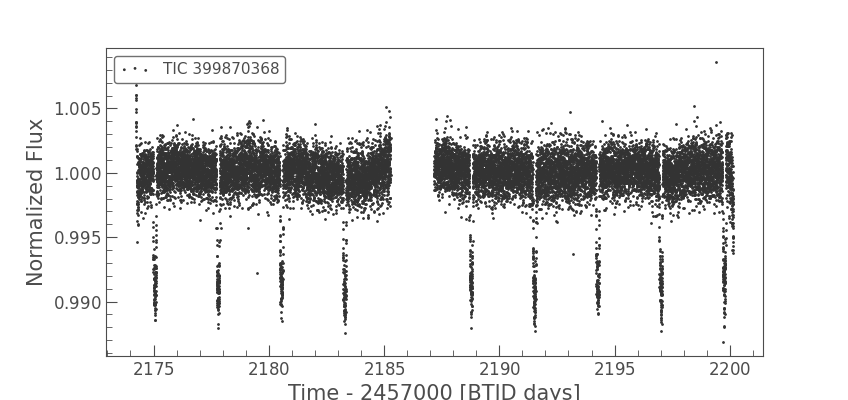 TIC 399870368
1.005
1.000
0.995
0.990
Normalized Flux
2175 2180 2185 2190 2195 2200
Time - 2457000 [BTJD days]